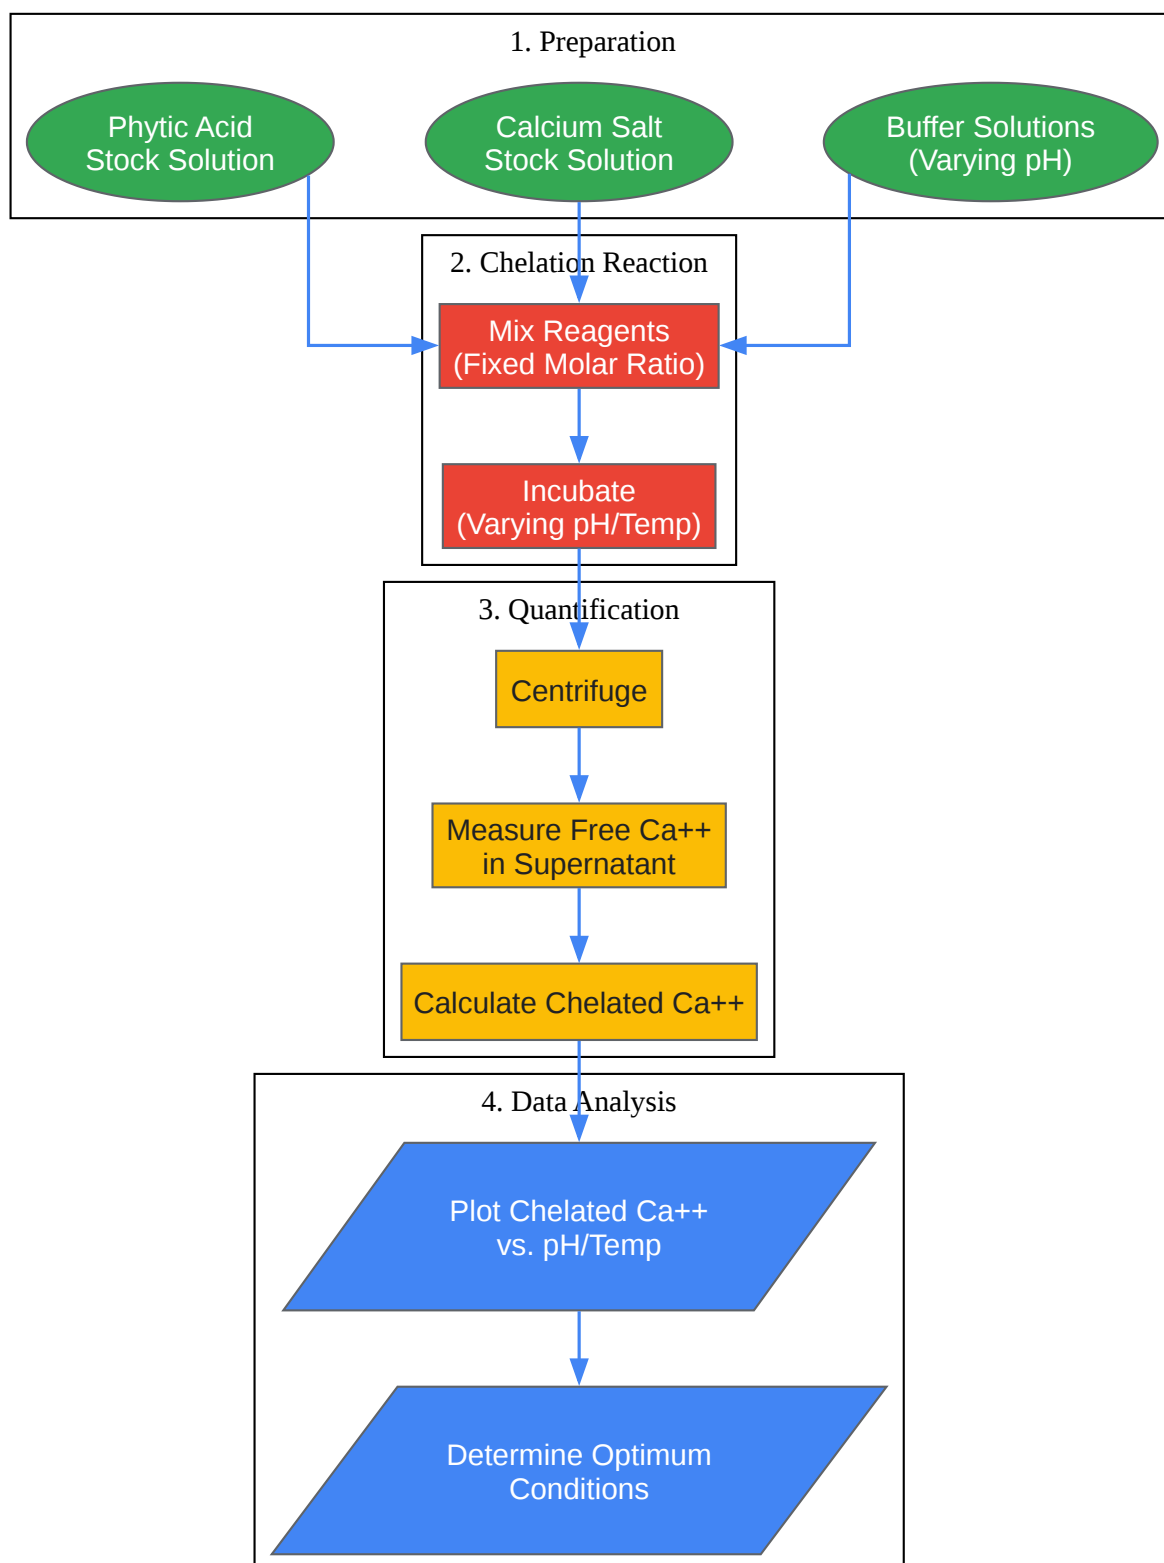 1. Preparation
Phytic Acid
Stock Solution
Calcium Salt
Stock Solution
Buffer Solutions
(Varying pH)
2. Chelation Reaction
Mix Reagents
(Fixed Molar Ratio)
Incubate
(Varying pH/Temp)
3. Quantification
Centrifuge
Measure Free Ca++
in Supernatant
Calculate Chelated Ca++
4. Data Analysis
Plot Chelated Ca++
vs. pH/Temp
Determine Optimum
Conditions